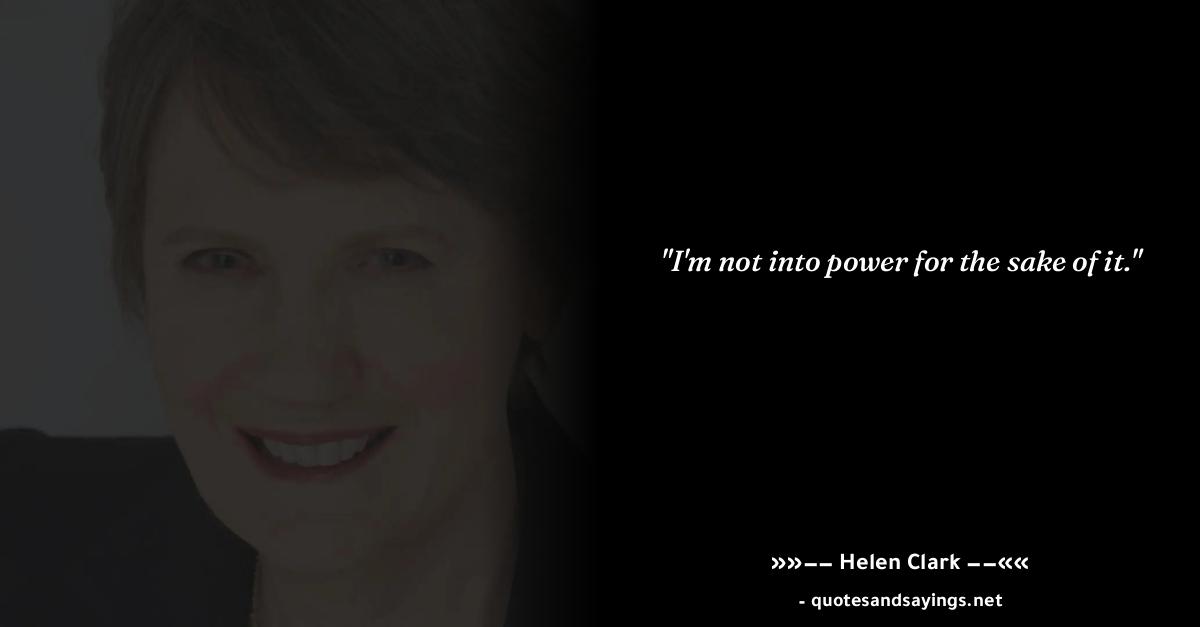 "I'm not into power for the sake of it."
»»–– Helen Clark ––««
- quotesandsayings.net